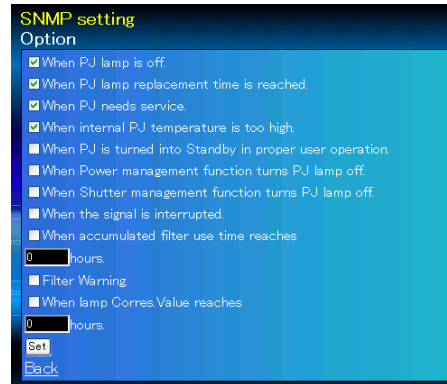 SNMP setting
Option
When PJ lamp is off.
When PJ lamp replacement time is reached.
When PJ needs service.
When internal PJ temperature is too high.
When PJ is turned into Standby in proper user operation.
When Power management function turns PJ lamp off.
When Shutter management function turns PJ lamp off.
When the signal is interrupted.
When accumulated filter use time reaches
0 hours.
Filter Warning.
When lamp Corres.Value reaches
0 hours.
Set
Back